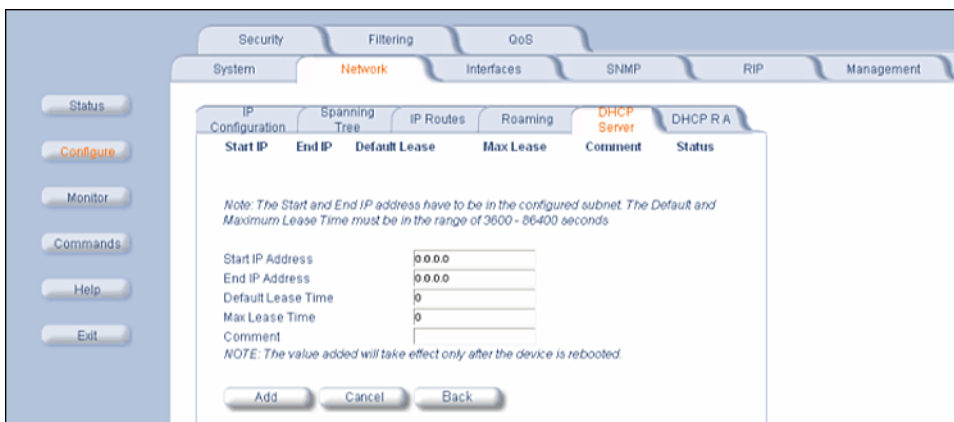 Security Filtering QoS
System Network Interfaces SNMP RIP Management
Status
Configure
Monitor
Commands
Help
Exit
IP Configuration Spanning Tree IP Routes Roaming DHCP Server DHCP R A
Start IP End IP Default Lease Max Lease Comment Status
Note: The Start and End IP address have to be in the configured subnet. The Default and
Maximum Lease Time must be in the range of 3600 - 86400 seconds
Start IP Address 0.0.0.0
End IP Address 0.0.0.0
Default Lease Time 0
Max Lease Time 0
Comment
NOTE: The value added will take effect only after the device is rebooted.
Add Cancel Back